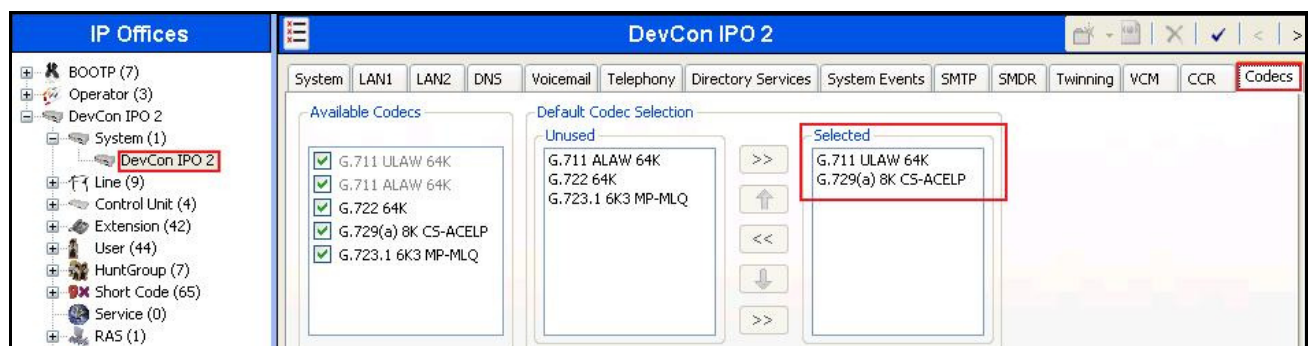 IP Offices
BOOTP (7)
Operator (3)
DevCon IPO 2
System (1)
DevCon IPO 2
Line (9)
Control Unit (4)
Extension (42)
User (44)
HuntGroup (7)
Short Code (65)
Service (0)
RAS (1)
DevCon IPO 2
System LAN1 LAN2 DNS Voicemail Telephony Directory Services System Events SMTP SMDR Twinning VCM CCR Codecs
Available Codecs
G.711 ULAW 64K
G.711 ALAW 64K
G.722 64K
G.729(a) 8K CS-ACELP
G.723.1 6K3 MP-MLQ
Default Codec Selection
Unused
G.711 ALAW 64K
G.722 64K
G.723.1 6K3 MP-MLQ
>>
<<
>>
Selected
G.711 ULAW 64K
G.729(a) 8K CS-ACELP